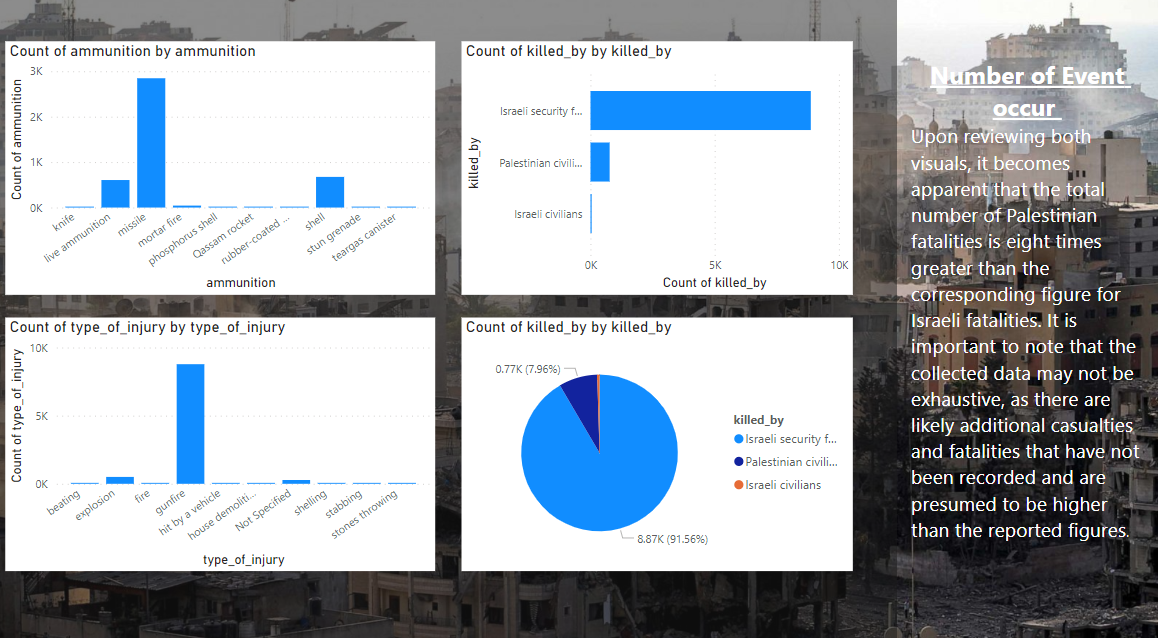 Count of ammunition by ammunition
Count of ammunition
3K
2K
1K
0K
knife
live ammunition
missile
mortar fire
phosphorus shell
Qassam rocket
rubber-coated ...
shell
stun grenade
teargas canister
ammunition
Count of killed_by by killed_by
killed_by
Israeli security f...
Palestinian civili...
Israeli civilians
0K
5K
10K
Count of killed_by
Count of type_of_injury by type_of_injury
Count of type_of_injury
10K
5K
0K
beating
explosion
fire
gunfire
hit by a vehicle
house demoliti...
Not Specified
shelling
stabbing
stones throwing
type_of_injury
Count of killed_by by killed_by
0.77K (7.96%)
8.87K (91.56%)
killed_by
Israeli security f...
Palestinian civili...
Israeli civilians
Number of Event
occur
Upon reviewing both
visuals, it becomes
apparent that the total
number of Palestinian
fatalities is eight times
greater than the
corresponding figure for
Israeli fatalities. It is
important to note that the
collected data may not be
exhaustive, as there are
likely additional casualties
and fatalities that have not
been recorded and are
presumed to be higher
than the reported figures.